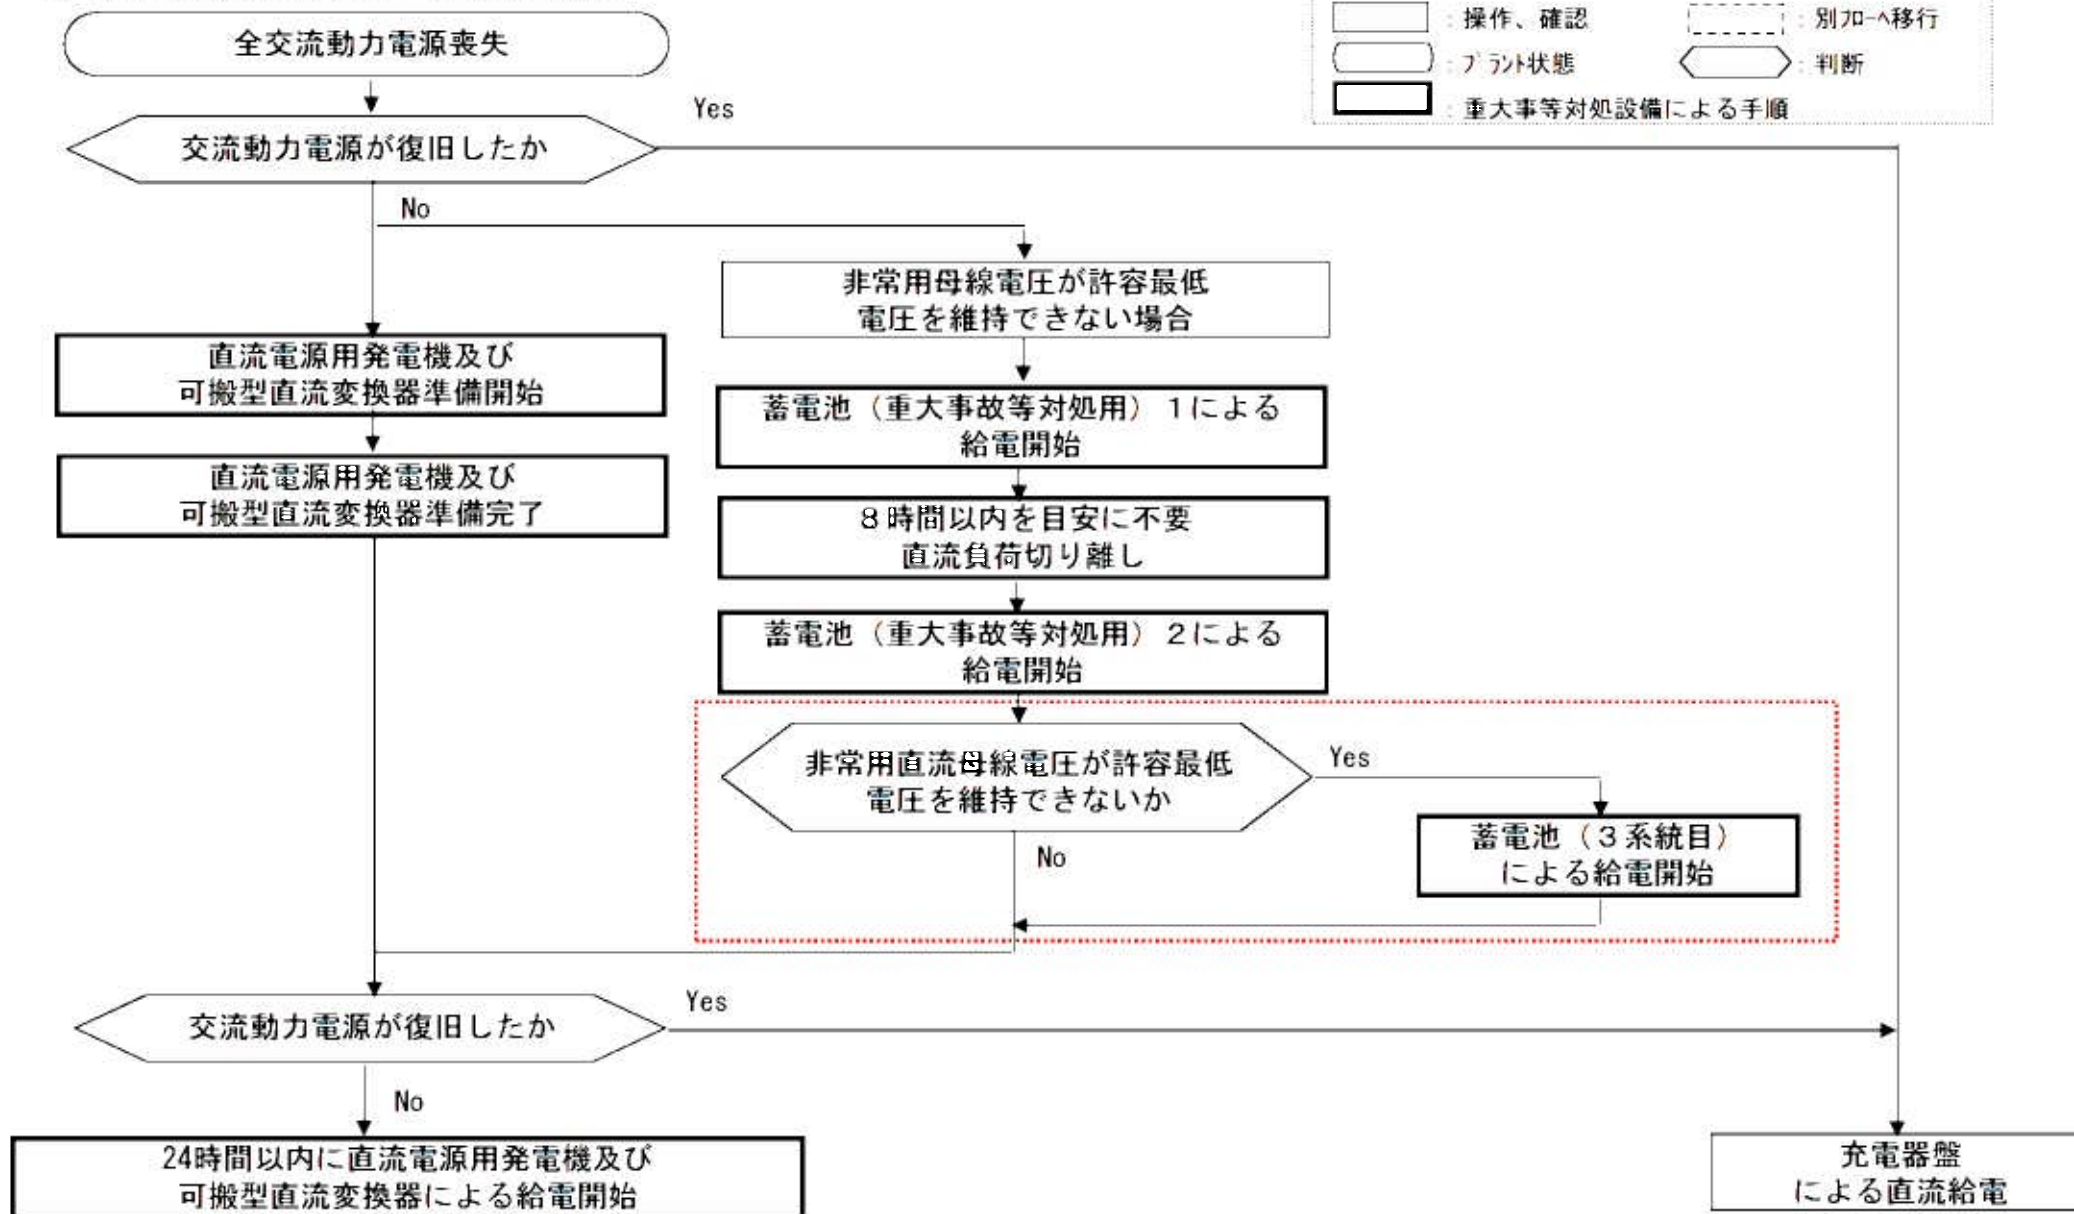 全交流動力電源喪失
: 操作、確認
: 別フローへ移行
: プラント状態
: 判断
: 重大事等対処設備による手順
交流動力電源が復旧したか
Yes
No
非常用母線電圧が許容最低
電圧を維持できない場合
直流電源用発電機及び
可搬型直流変換器準備開始
蓄電池（重大事故等対処用）１による
給電開始
直流電源用発電機及び
可搬型直流変換器準備完了
８時間以内を目安に不要
直流負荷切り離し
蓄電池（重大事故等対処用）２による
給電開始
非常用直流母線電圧が許容最低
電圧を維持できないか
Yes
No
蓄電池（３系統目）
による給電開始
交流動力電源が復旧したか
Yes
No
24時間以内に直流電源用発電機及び
可搬型直流変換器による給電開始
充電器盤
による直流給電